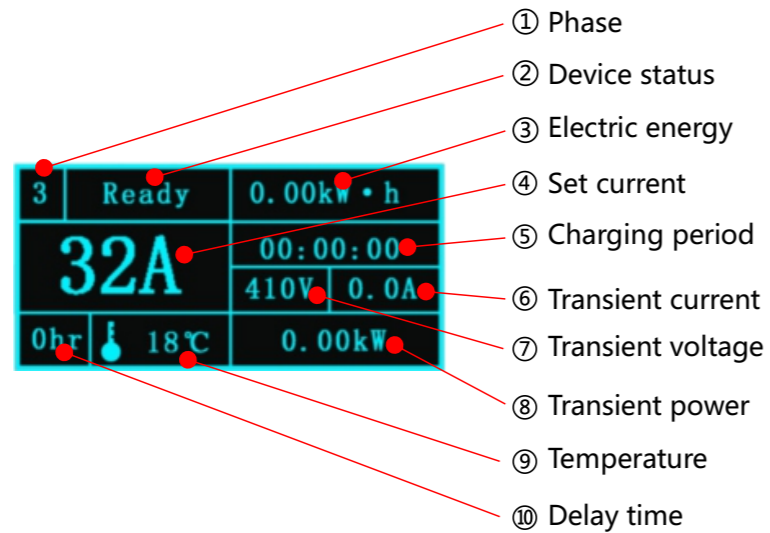 ① Phase
② Device status
③ Electric energy
④ Set current
⑤ Charging period
⑥ Transient current
⑦ Transient voltage
⑧ Transient power
⑨ Temperature
⑩ Delay time
3 Ready 0.00kW•h
32A
00:00:00
410V 0.0A
0hr 18℃ 0.00kW